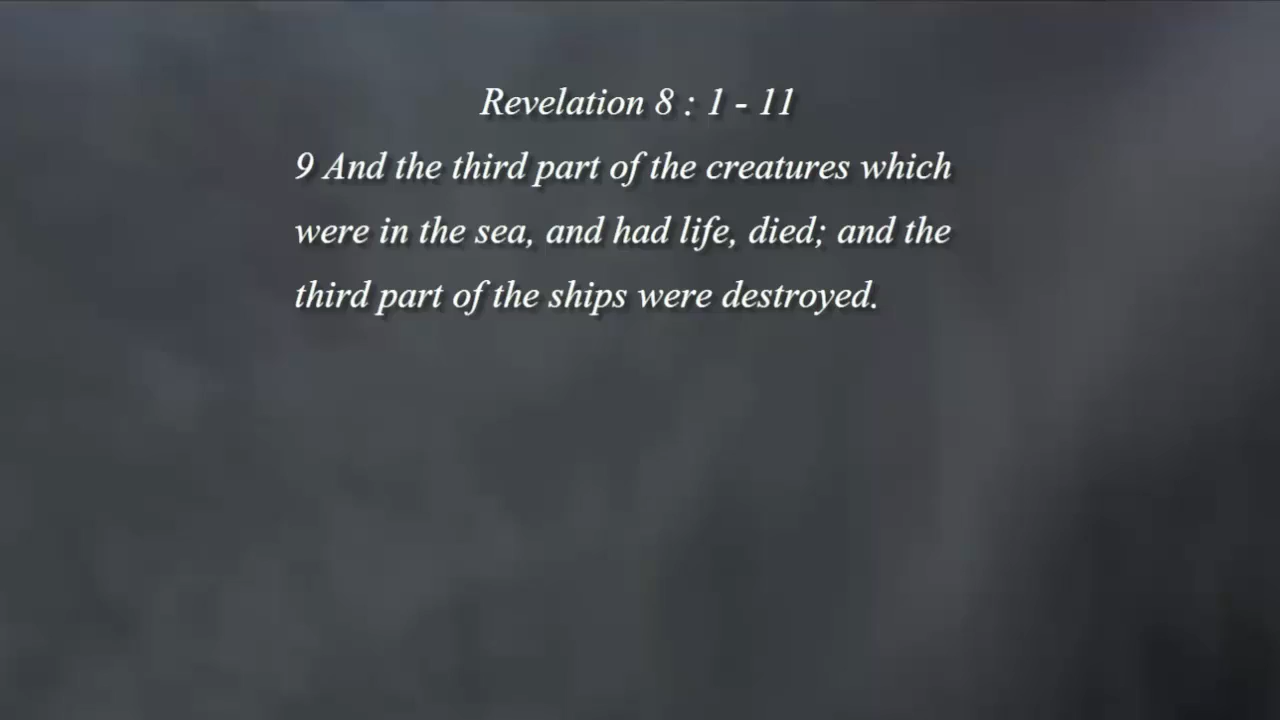 Revelation 8 : 1 - 11
9 And the third part of the creatures which
were in the sea, and had life, died; and the
third part of the ships were destroyed.